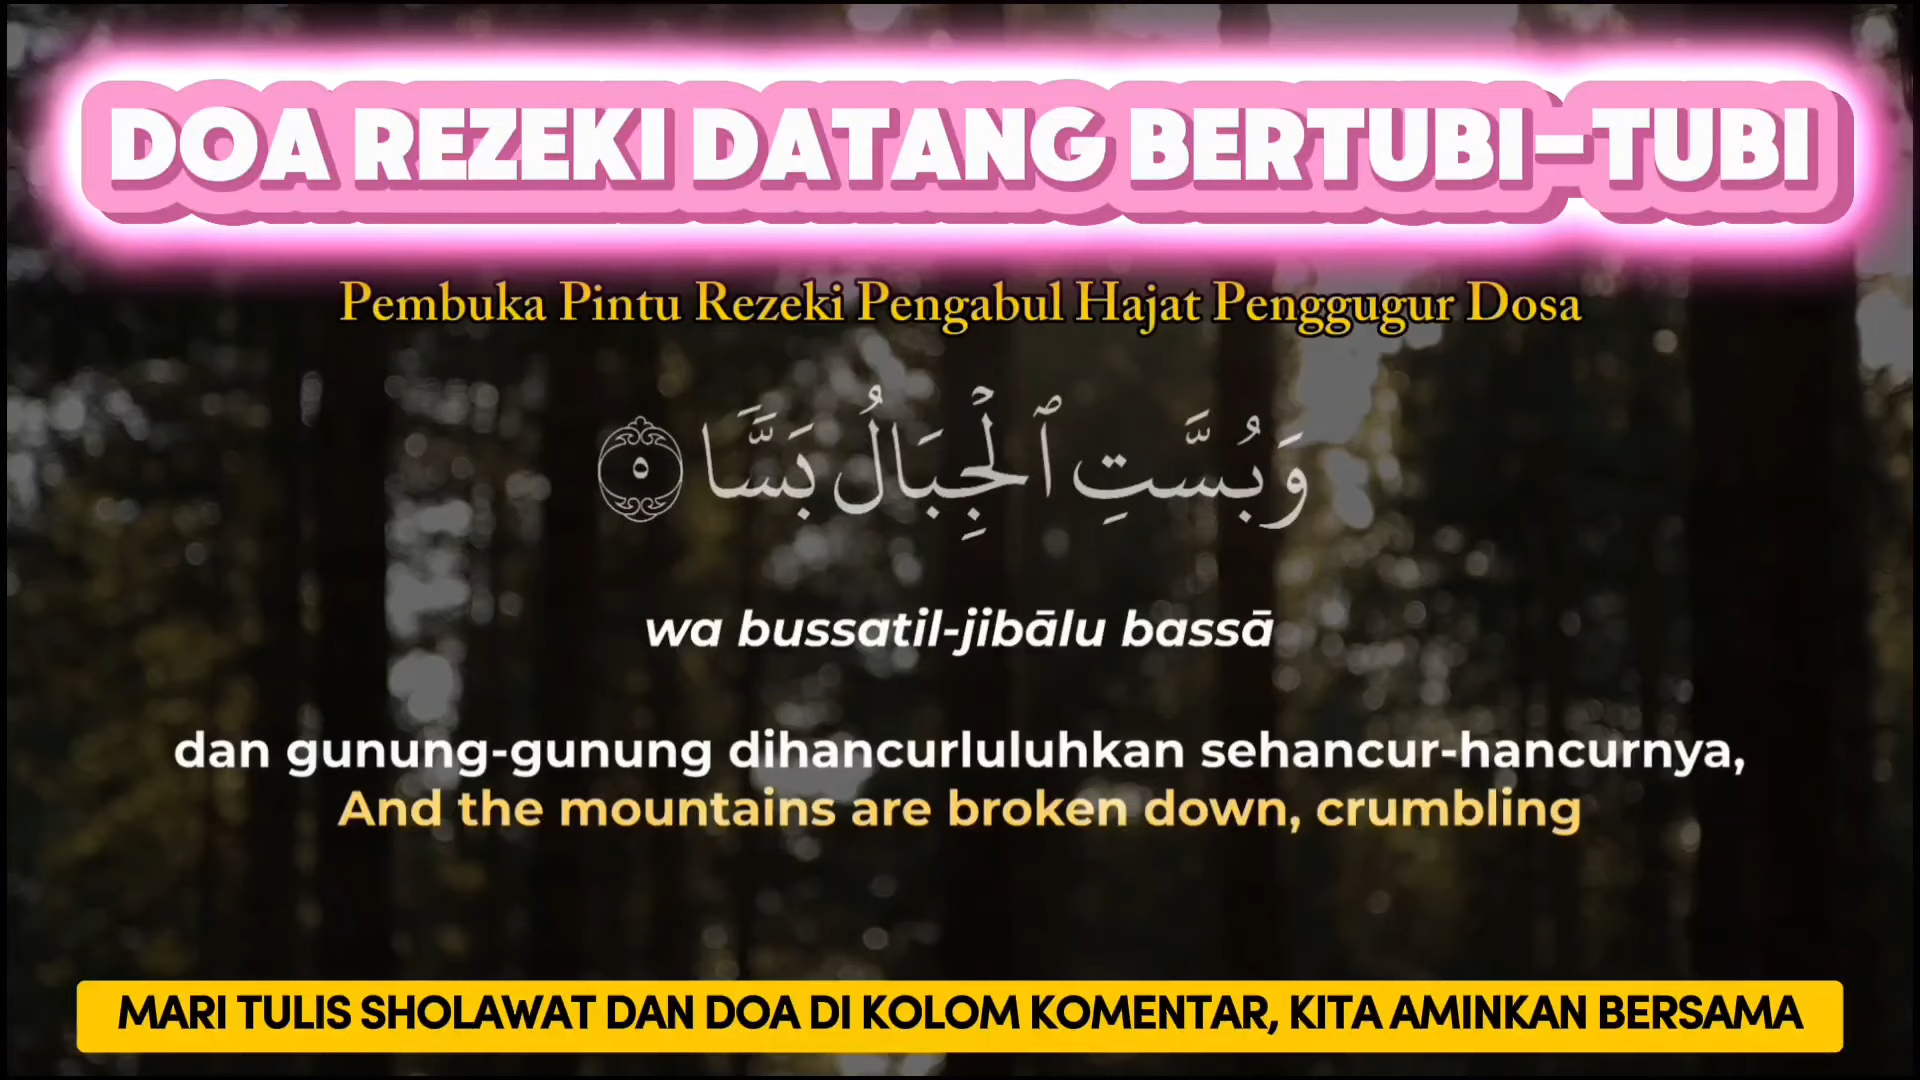 DOA REZEKI DATANG BERTUBI-TUBI
Pembuka Pintu Rezeki Pengabul Hajat Penggugur Dosa
وَبُسَّتِ ٱلْجِبَالُ بَسًّا ٥
wa bussatil-jibālu bassā
dan gunung-gunung dihancurluluhkan sehancur-hancurnya,
And the mountains are broken down, crumbling
MARI TULIS SHOLAWAT DAN DOA DI KOLOM KOMENTAR, KITA AMINKAN BERSAMA